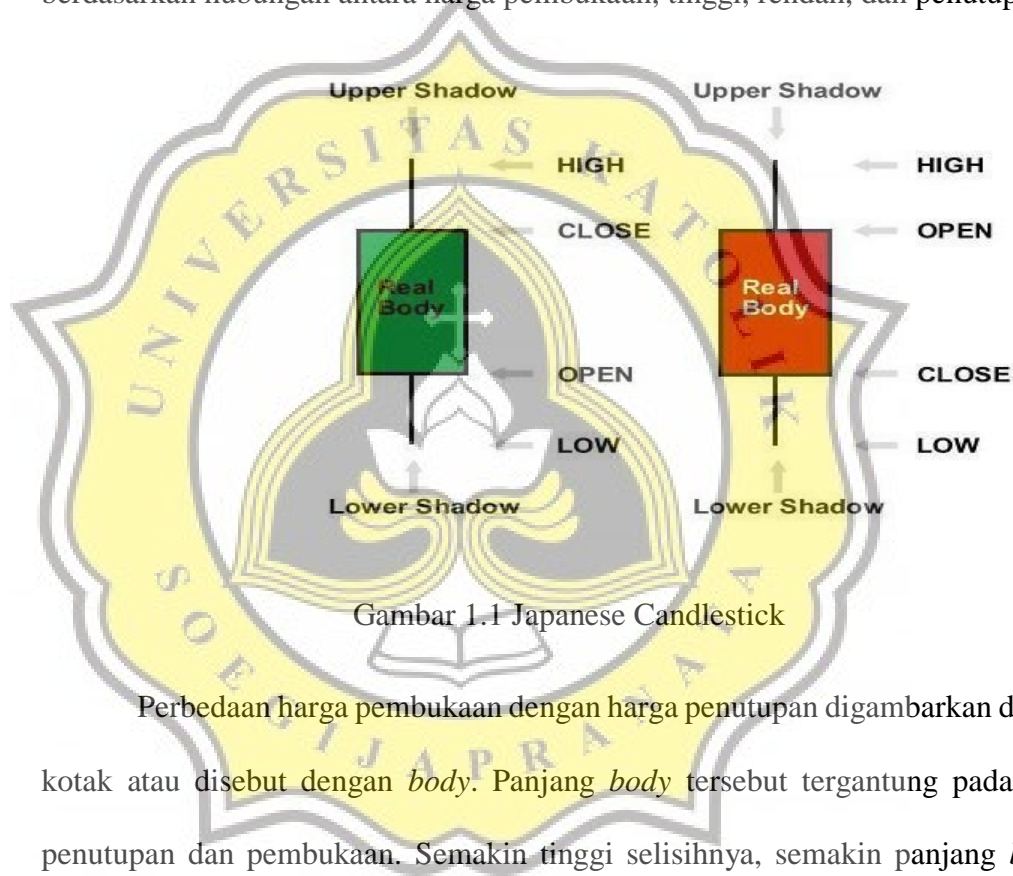 berdasarkan hubungan antara harga pembukaan, tinggi, rendah, dan penutup
Upper Shadow Upper Shadow
HIGH HIGH
CLOSE OPEN
Real Body Real Body
OPEN CLOSE
LOW LOW
Lower Shadow Lower Shadow
UNIVERSITAS KATOLIK
SOEGIJAPRANATA
Gambar 1.1 Japanese Candlestick
Perbedaan harga pembukaan dengan harga penutupan digambarkan d
kotak atau disebut dengan body. Panjang body tersebut tergantung pada
penutupan dan pembukaan. Semakin tinggi selisihnya, semakin panjang